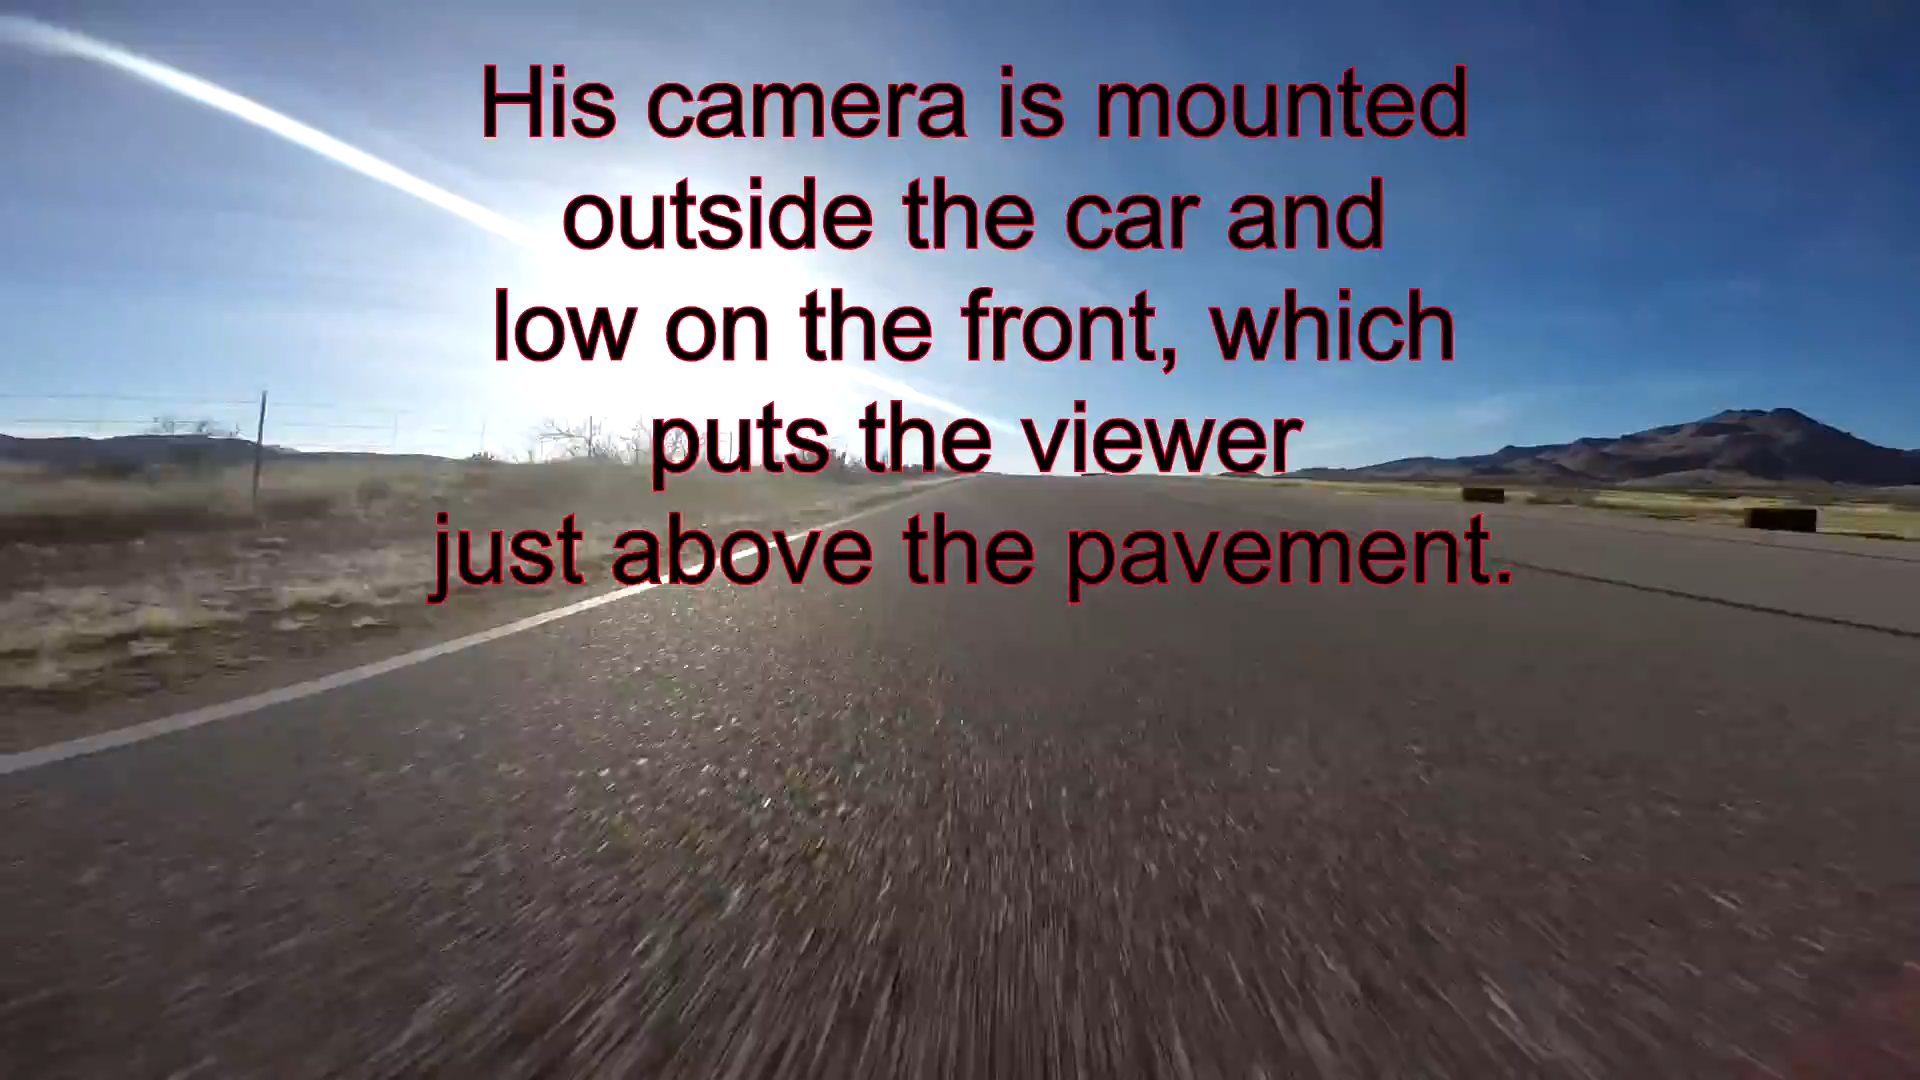 His camera is mounted
outside the car and
low on the front, which
puts the viewer
just above the pavement.